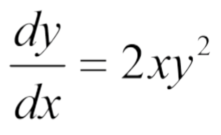 dy/dx = 2xy²